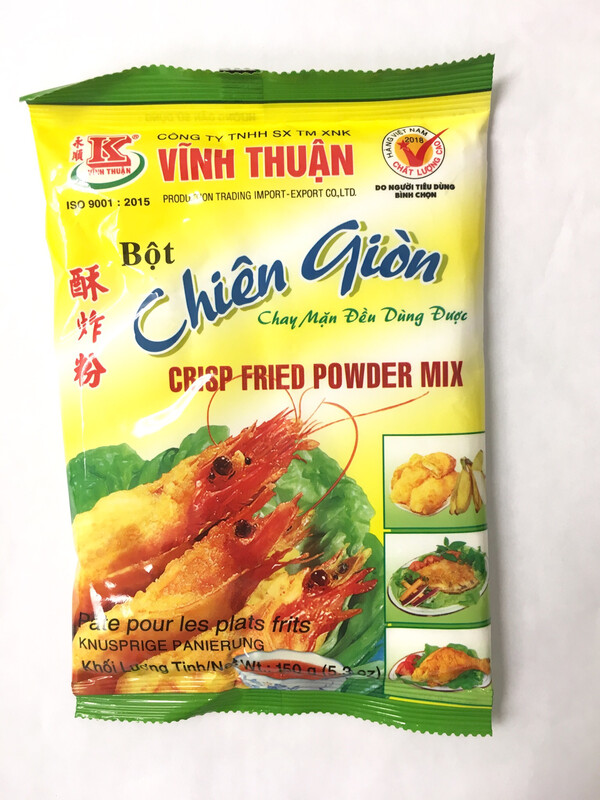 CÔNG TY TNHH SX TM XNK
永順
K®
VĨNH THUẬN
VĨNH THUẬN
ISO 9001 : 2015
PRODUCTION TRADING IMPORT-EXPORT CO.,LTD.
HÀNG VIỆT NAM
2018
CHẤT LƯỢNG CAO
DO NGƯỜI TIÊU DÙNG
BÌNH CHỌN
酥炸粉
Bột
Chiên Giòn
Chay Mặn Đều Dùng Được
CRISP FRIED POWDER MIX
Pate pour les plats frits
KNUSPRIGE PANIERUNG
Khối Lượng Tịnh/Net Wt : 150 g (5.3 oz)